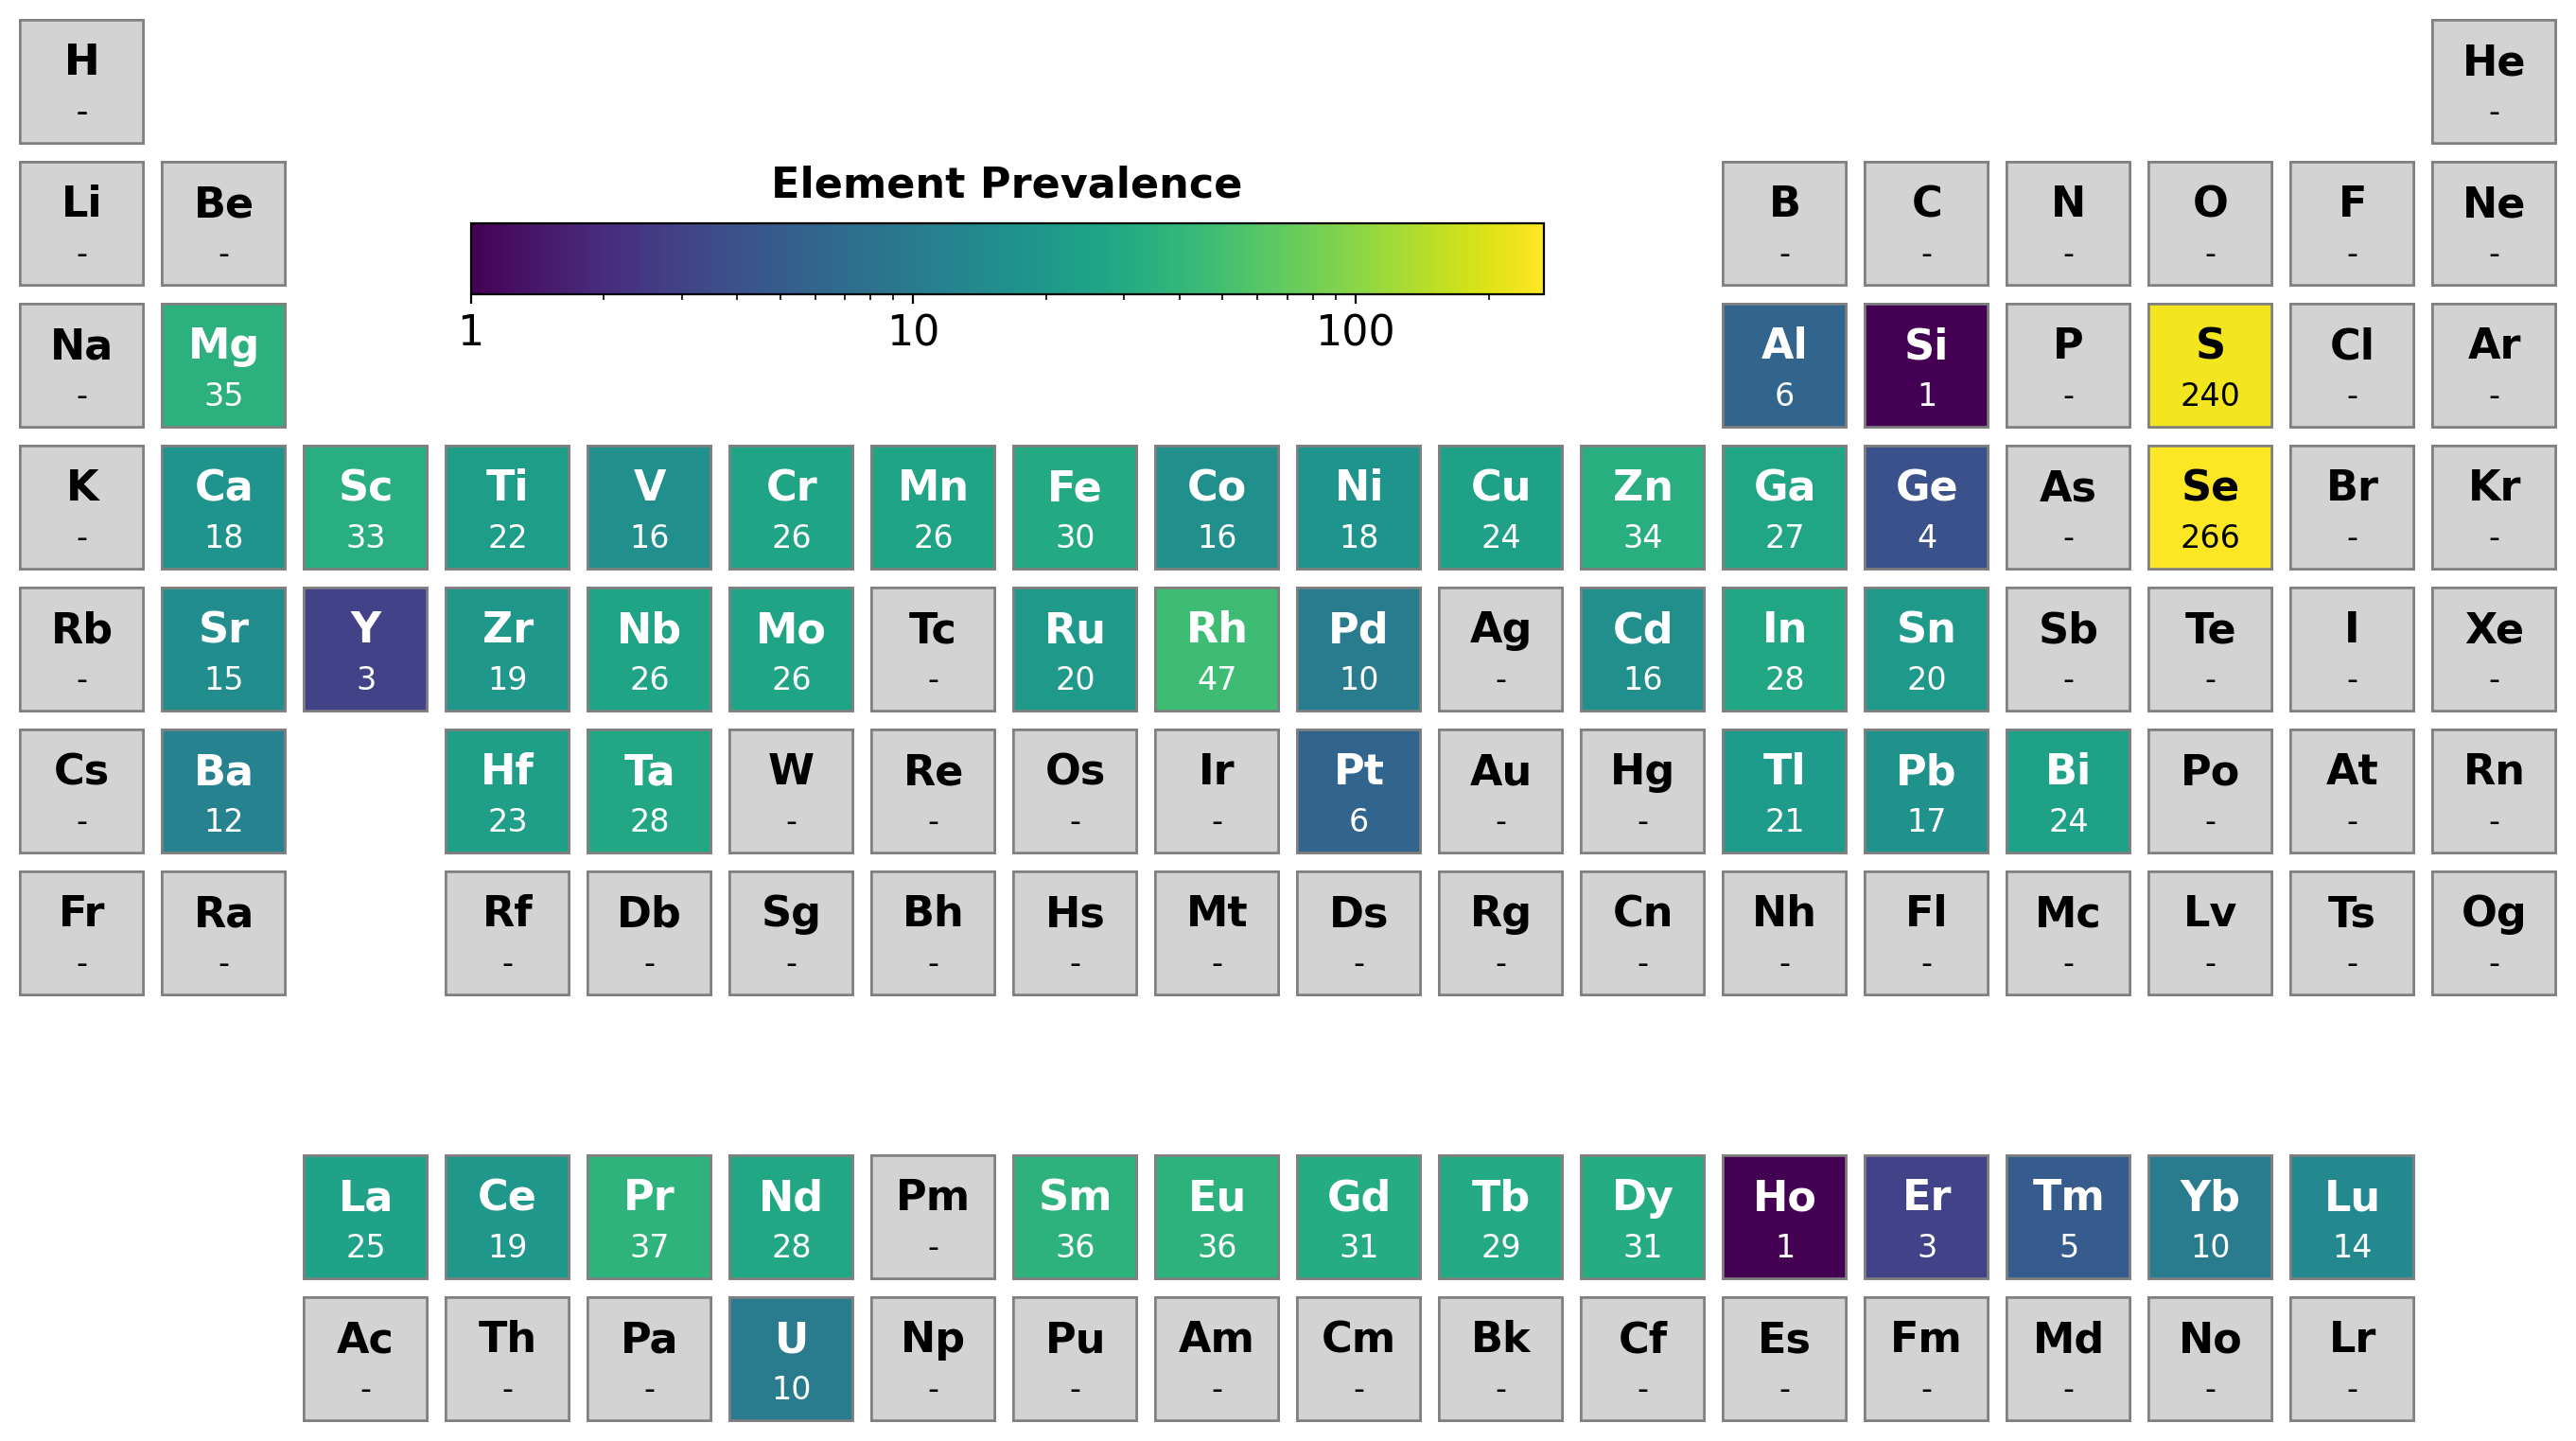 H He
- -
Element Prevalence
Li Be B C N O F Ne
- - - - - - - -
1 10 100
Na Mg Al Si P S Cl Ar
- 35 6 1 - 240 - -
K Ca Sc Ti V Cr Mn Fe Co Ni Cu Zn Ga Ge As Se Br Kr
- 18 33 22 16 26 26 30 16 18 24 34 27 4 - 266 - -
Rb Sr Y Zr Nb Mo Tc Ru Rh Pd Ag Cd In Sn Sb Te I Xe
- 15 3 19 26 26 - 20 47 10 - 16 28 20 - - - -
Cs Ba Hf Ta W Re Os Ir Pt Au Hg Tl Pb Bi Po At Rn
- 12 23 28 - - - - 6 - - 21 17 24 - - -
Fr Ra Rf Db Sg Bh Hs Mt Ds Rg Cn Nh Fl Mc Lv Ts Og
- - - - - - - - - - - - - - - - -
La Ce Pr Nd Pm Sm Eu Gd Tb Dy Ho Er Tm Yb Lu
25 19 37 28 - 36 36 31 29 31 1 3 5 10 14
Ac Th Pa U Np Pu Am Cm Bk Cf Es Fm Md No Lr
- - - 10 - - - - - - - - - - -